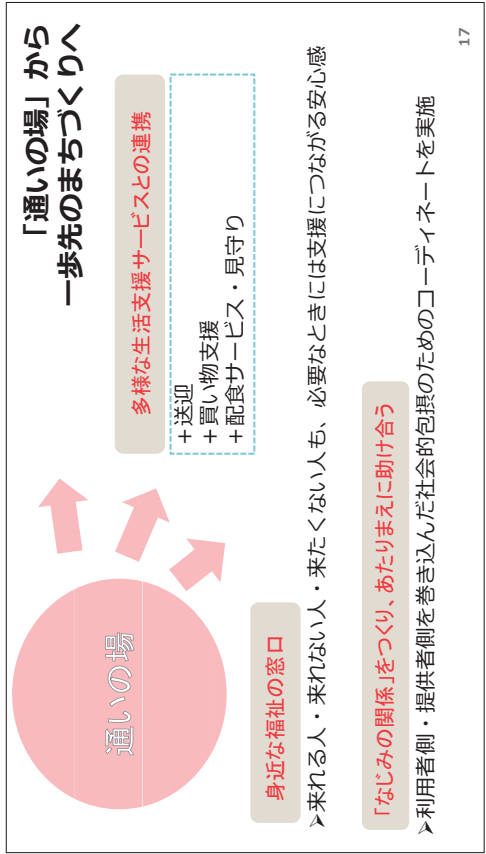 「通いの場」から
一歩先のまちづくりへ
通いの場
多様な生活支援サービスとの連携
＋送迎
＋買い物支援
＋配食サービス・見守り
身近な福祉の窓口
➢来れる人・来れない人・来たくない人も、必要なときには支援につながる安心感
「なじみの関係」をつくり、あたりまえに助け合う
➢利用者側・提供者側を巻き込んだ社会的包摂のためのコーディネートを実施
17